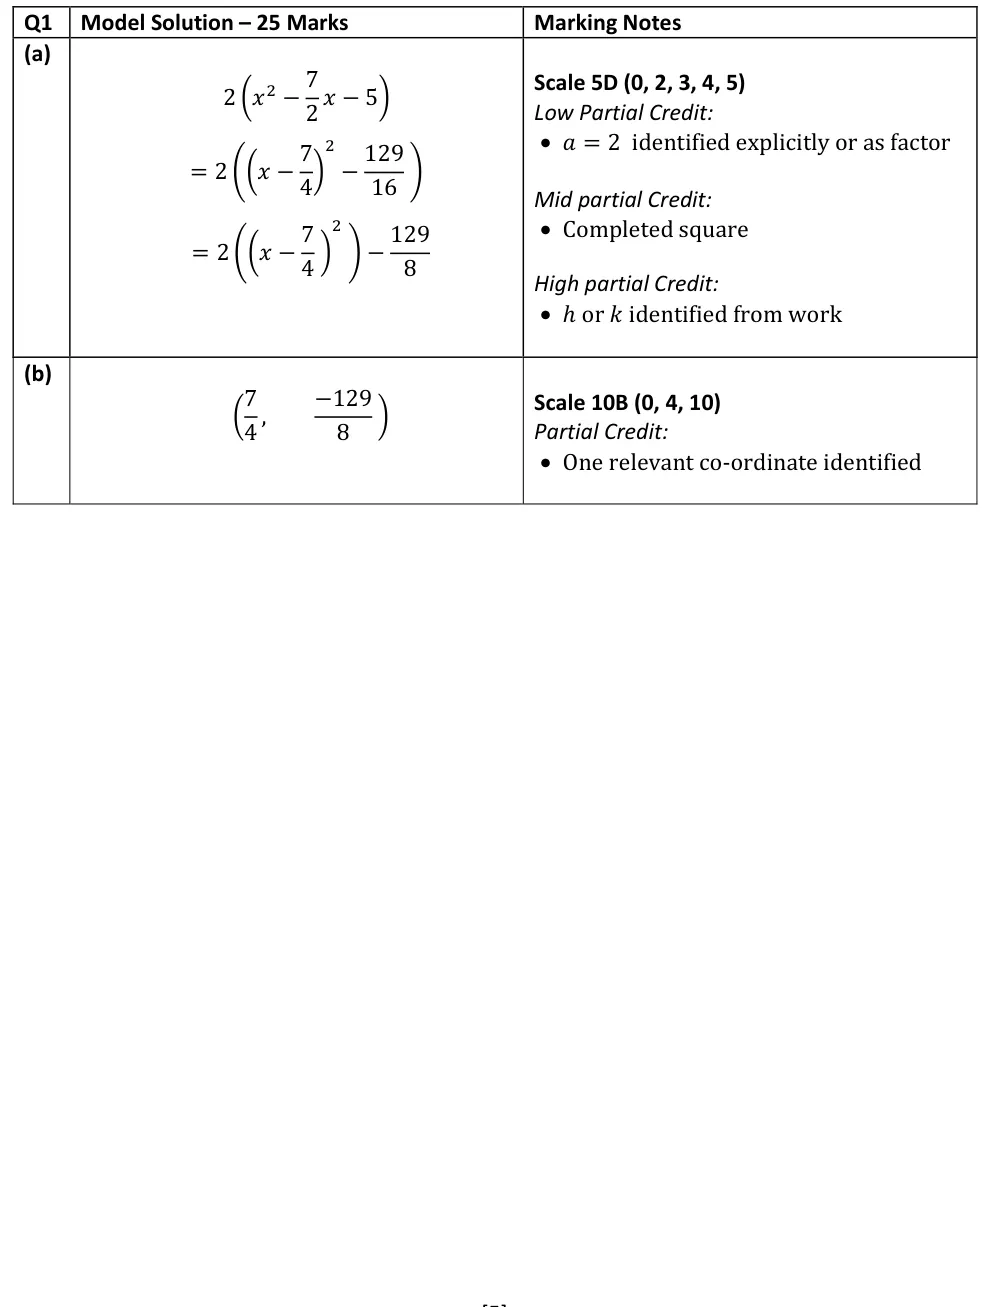 Q1 Model Solution – 25 Marks Marking Notes
(a)
2(x² − 7/2 x − 5)
= 2((x − 7/4)² − 129/16)
= 2((x − 7/4)²) − 129/8
Scale 5D (0, 2, 3, 4, 5)
Low Partial Credit:
• a = 2 identified explicitly or as factor
Mid partial Credit:
• Completed square
High partial Credit:
• h or k identified from work
(b)
(7/4, −129/8)
Scale 10B (0, 4, 10)
Partial Credit:
• One relevant co-ordinate identified